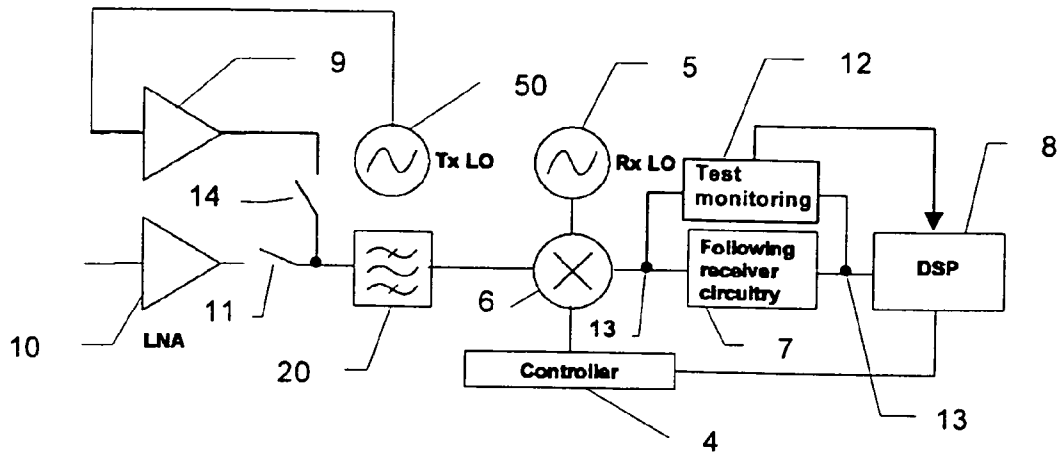 9
50
5
12
8
Tx LO
Rx LO
Test
monitoring
14
Following
receiver
circuitry
DSP
10
LNA
11
20
6
13
7
Controller
4
13